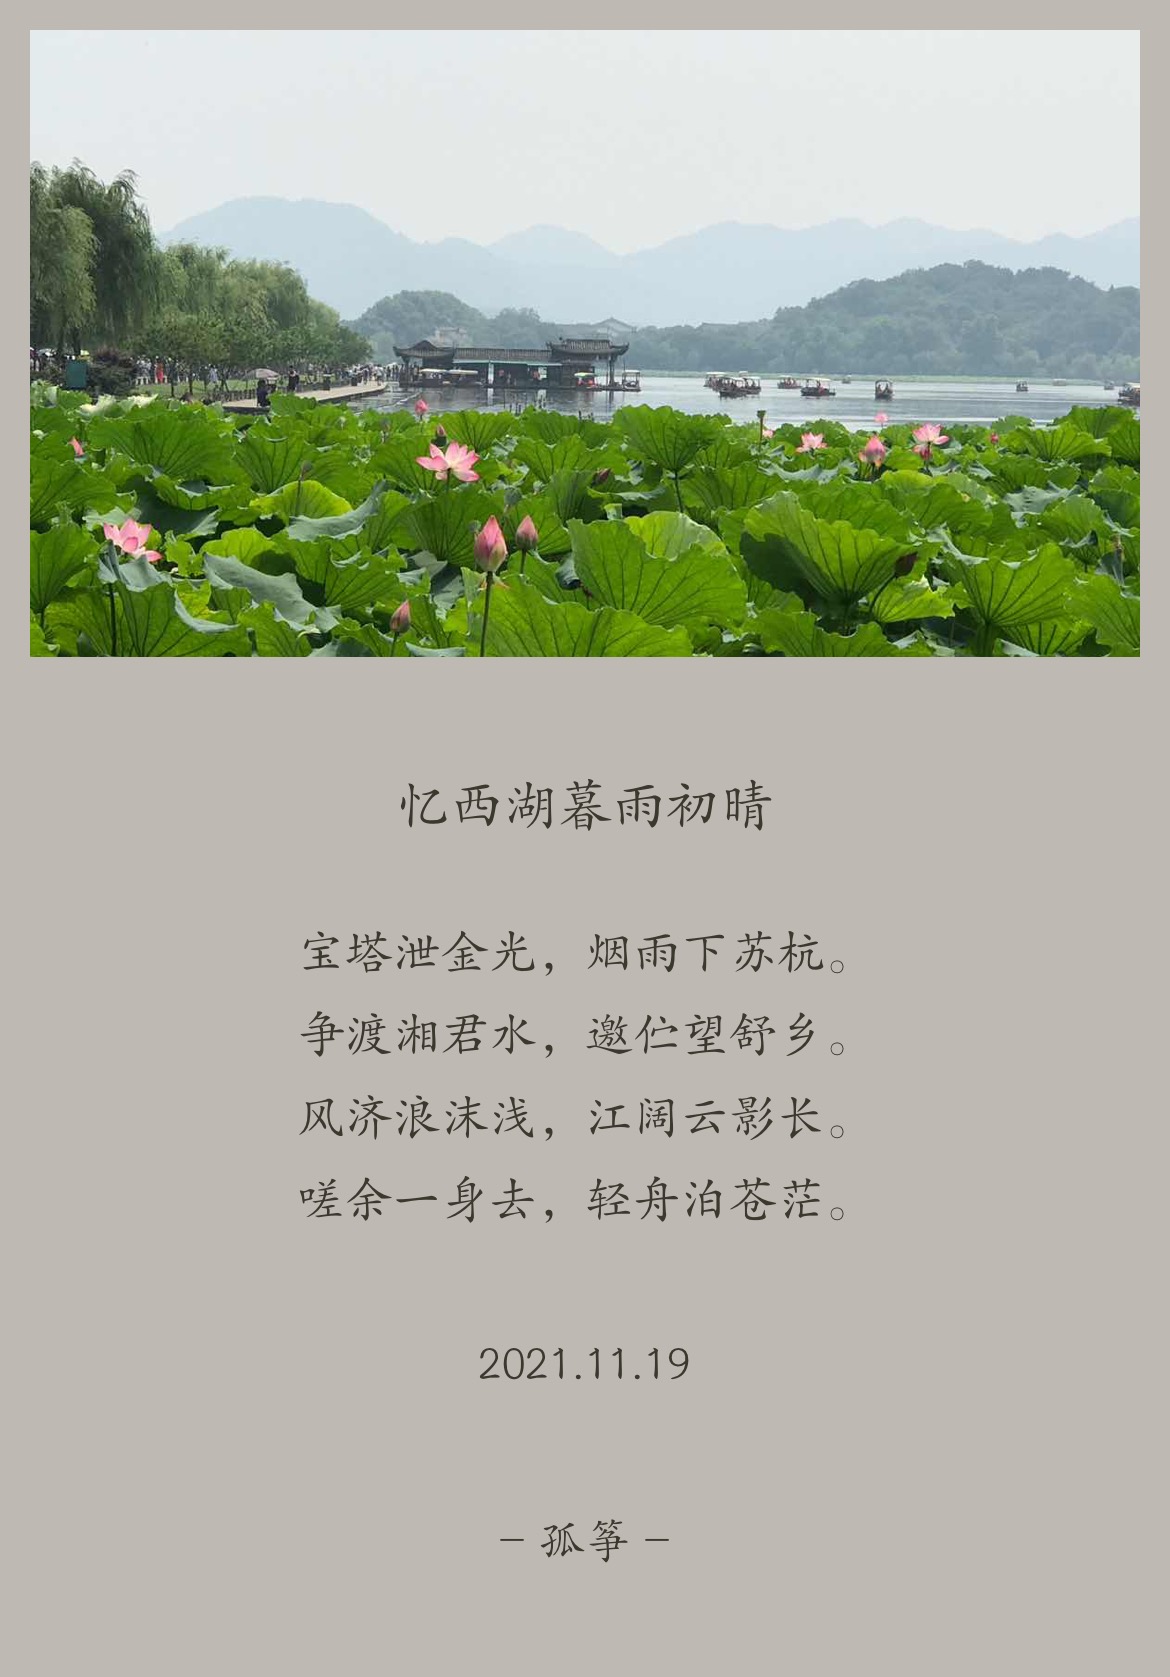 忆西湖暮雨初晴
宝塔泄金光，烟雨下苏杭。
争渡湘君水，邀伫望舒乡。
风济浪沫浅，江阔云影长。
嗟余一身去，轻舟泊苍茫。
2021.11.19
– 孤筝 –